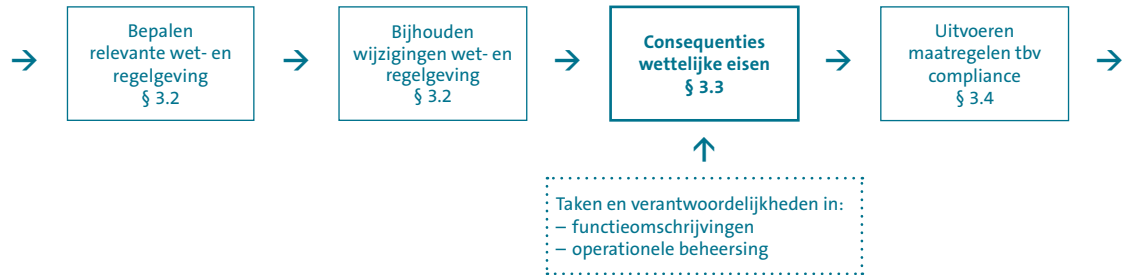 Bepalen
relevante wet- en
regelgeving
§ 3.2
Bijhouden
wijzigingen wet- en
regelgeving
§ 3.2
Consequenties
wettelijke eisen
§ 3.3
Uitvoeren
maatregelen tbv
compliance
§ 3.4
Taken en verantwoordelijkheden in:
– functieomschrijvingen
– operationele beheersing